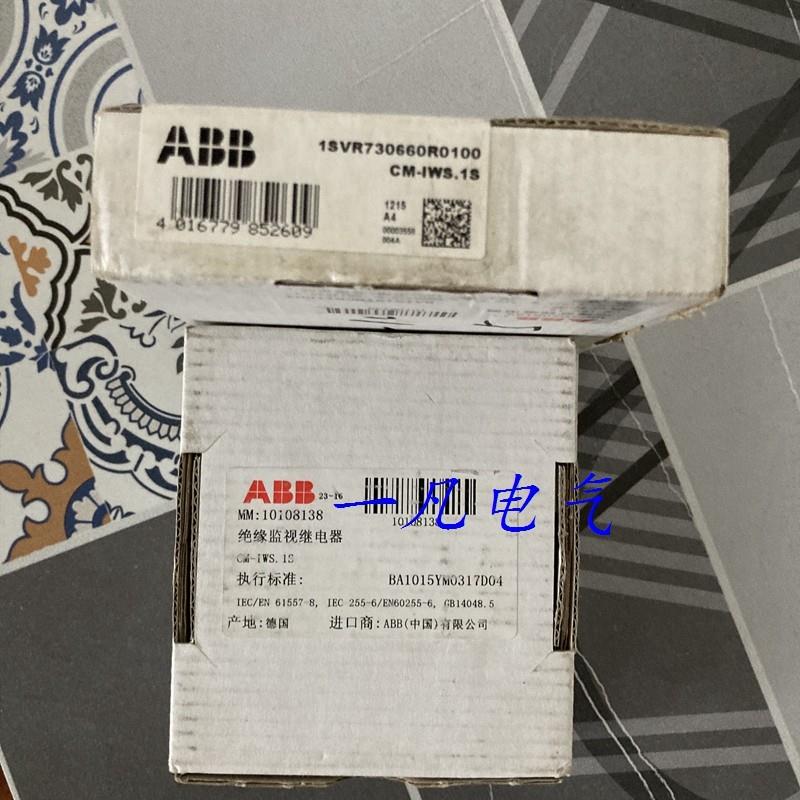 ABB
1SVR730660R0100
CM-IWS.1S
4 016779 852609
1215
A4
ABB 23-16
MM:10108138
10108138
一凡电气
绝缘监视继电器
CM-IWS.1S
执行标准: BA1015YM0317D04
IEC/EN 61557-8, IEC 255-6/EN60255-6, GB14048.5
产地:德国 进口商:ABB(中国)有限公司